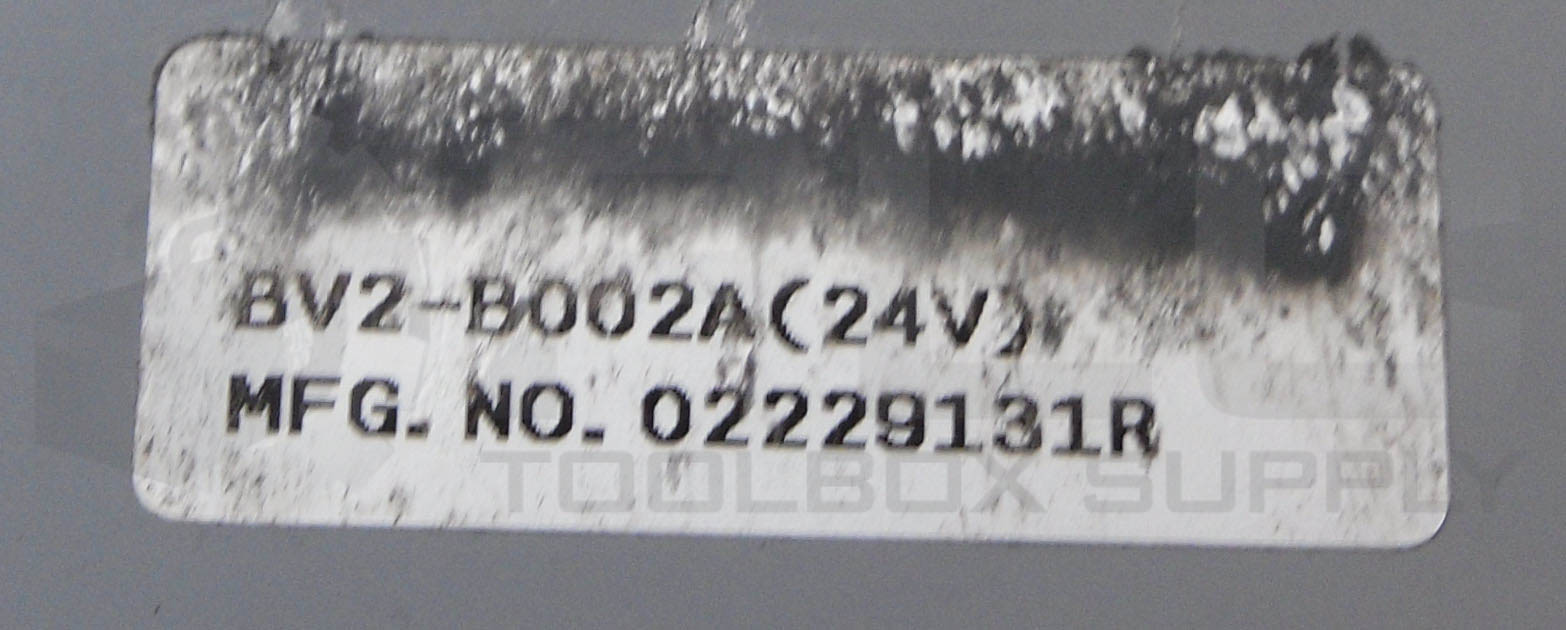 BV2-B002A(24V)
MFG. NO. 02229131R
TOOLBOX SUPPLY